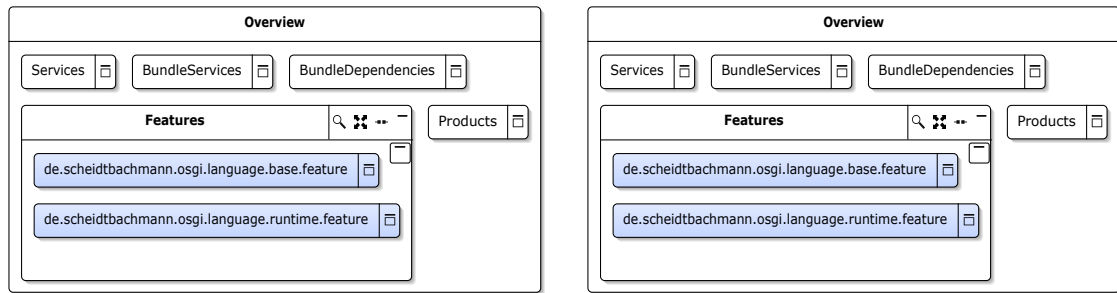 Overview
Services BundleServices BundleDependencies
Features Products
de.scheidtbachmann.osgi.language.base.feature
de.scheidtbachmann.osgi.language.runtime.feature
Overview
Services BundleServices BundleDependencies
Features Products
de.scheidtbachmann.osgi.language.base.feature
de.scheidtbachmann.osgi.language.runtime.feature